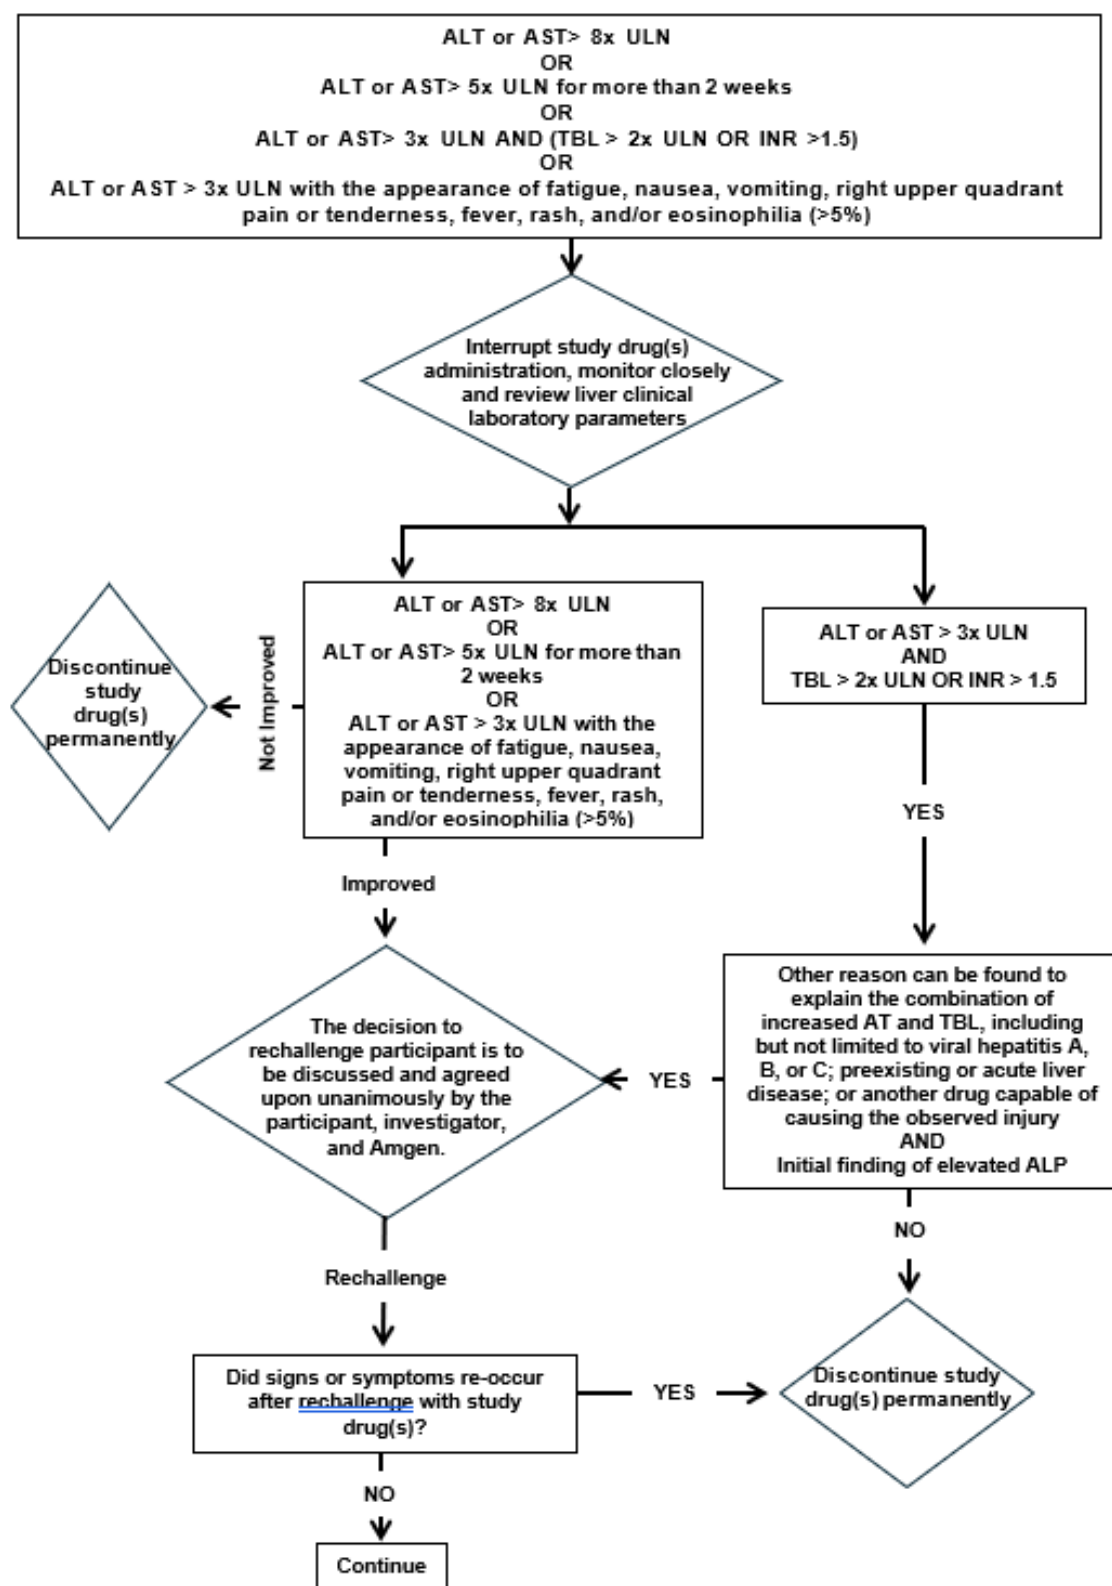 ALT or AST> 8x ULN
OR
ALT or AST> 5x ULN for more than 2 weeks
OR
ALT or AST> 3x ULN AND (TBL > 2x ULN OR INR >1.5)
OR
ALT or AST > 3x ULN with the appearance of fatigue, nausea, vomiting, right upper quadrant
pain or tenderness, fever, rash, and/or eosinophilia (>5%)
Interrupt study drug(s)
administration, monitor closely
and review liver clinical
laboratory parameters
Discontinue
study
drug(s)
permanently
Not Improved
ALT or AST> 8x ULN
OR
ALT or AST> 5x ULN for more than
2 weeks
OR
ALT or AST > 3x ULN with the
appearance of fatigue, nausea,
vomiting, right upper quadrant
pain or tenderness, fever, rash,
and/or eosinophilia (>5%)
ALT or AST > 3x ULN
AND
TBL > 2x ULN OR INR > 1.5
YES
Improved
The decision to
rechallenge participant is to
be discussed and agreed
upon unanimously by the
participant, investigator,
and Amgen.
YES
Other reason can be found to
explain the combination of
increased AT and TBL, including
but not limited to viral hepatitis A,
B, or C; preexisting or acute liver
disease; or another drug capable of
causing the observed injury
AND
Initial finding of elevated ALP
NO
Rechallenge
Did signs or symptoms re-occur
after rechallenge with study
drug(s)?
YES
Discontinue study
drug(s) permanently
NO
Continue